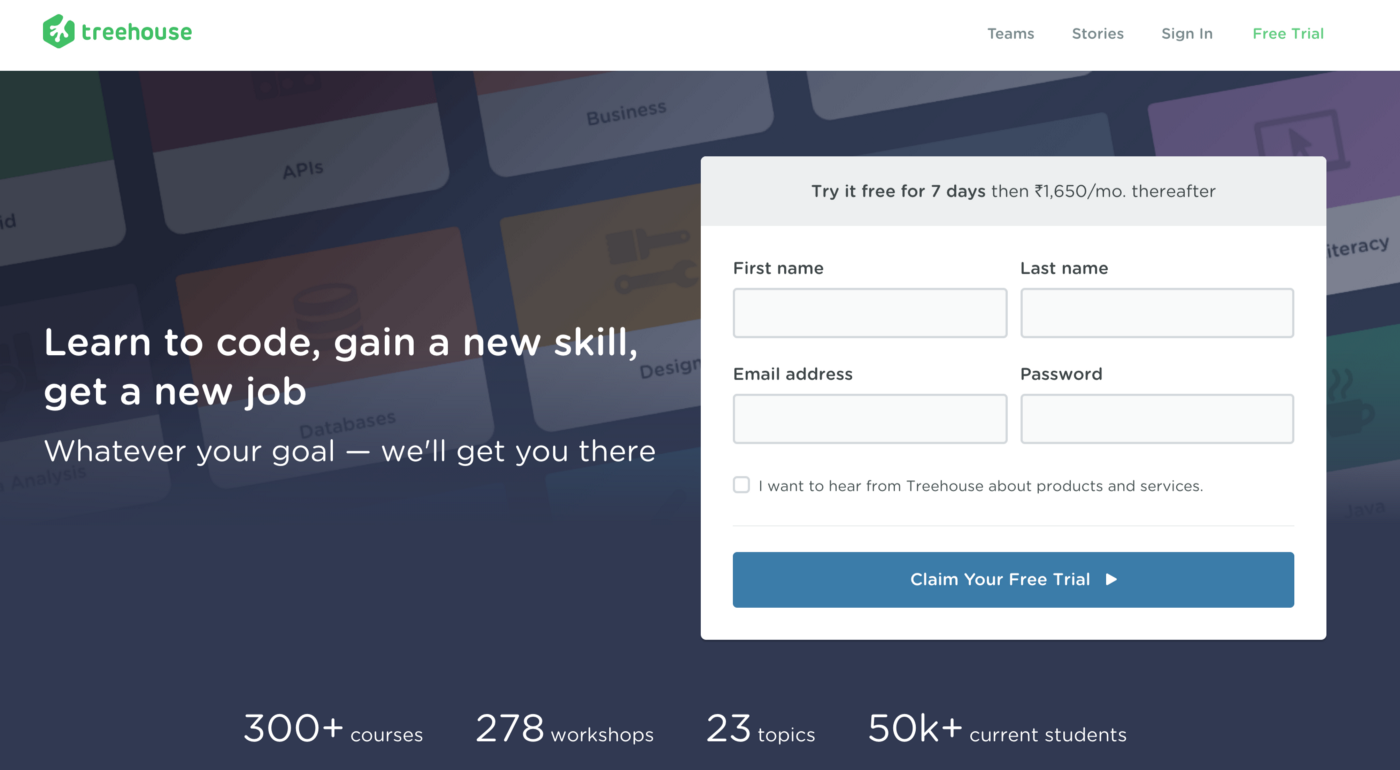 treehouse
Teams
Stories
Sign In
Free Trial
Business
APIs
Try it free for 7 days then ₹1,650/mo. thereafter
First name
Last name
Learn to code, gain a new skill,
get a new job
Design
Email address
Password
Databases
Whatever your goal — we'll get you there
Analysis
I want to hear from Treehouse about products and services.
Java
Claim Your Free Trial
300+ courses
278 workshops
23 topics
50k+ current students